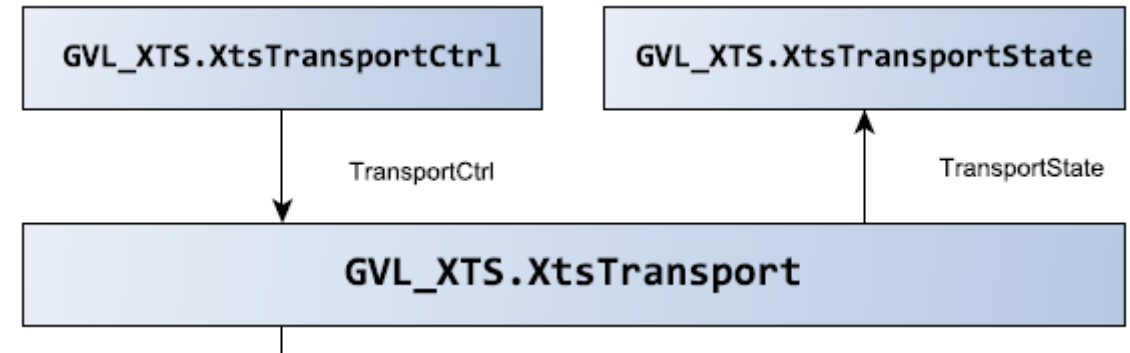 GVL_XTS.XtsTransportCtrl
GVL_XTS.XtsTransportState
TransportCtrl
TransportState
GVL_XTS.XtsTransport